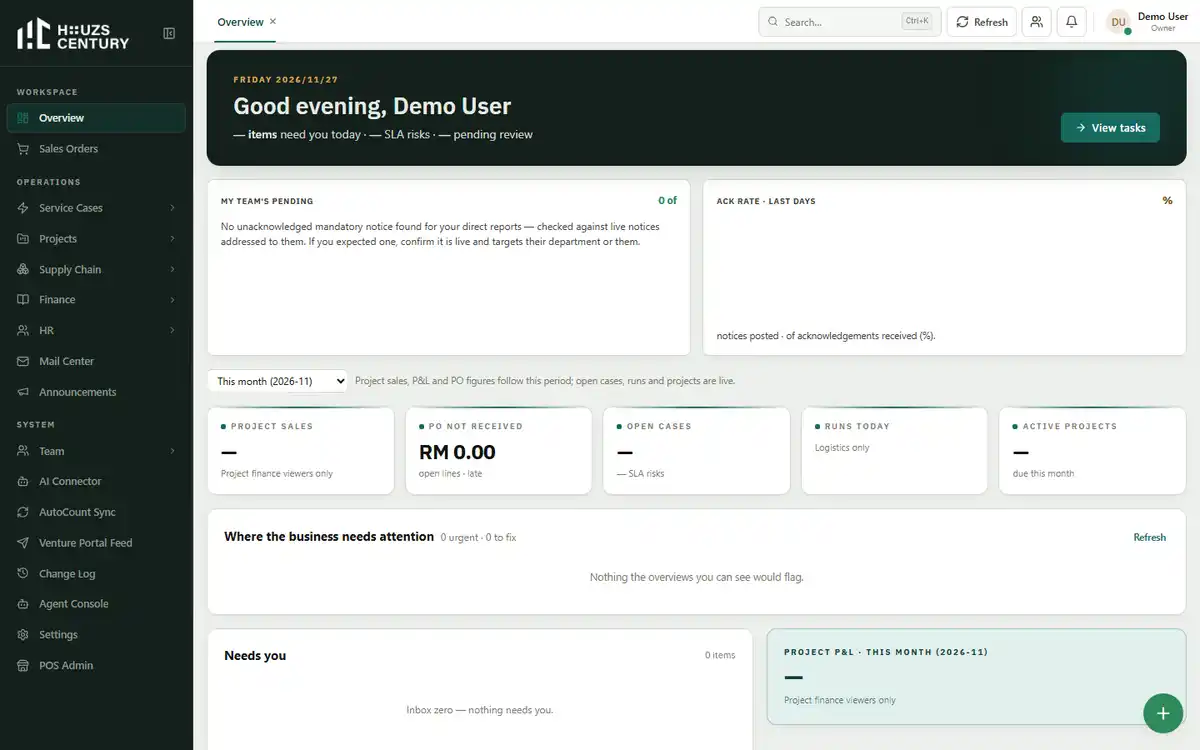 H::UZS
CENTURY
Overview ×
Search...
Ctrl+K
Refresh
DU
Demo User
Owner
WORKSPACE
Overview
Sales Orders
OPERATIONS
Service Cases
Projects
Supply Chain
Finance
HR
Mail Center
Announcements
SYSTEM
Team
AI Connector
AutoCount Sync
Venture Portal Feed
Change Log
Agent Console
Settings
POS Admin
FRIDAY 2026/11/27
Good evening, Demo User
— items need you today · — SLA risks · — pending review
→ View tasks
MY TEAM'S PENDING
0 of
No unacknowledged mandatory notice found for your direct reports — checked against live notices
addressed to them. If you expected one, confirm it is live and targets their department or them.
ACK RATE · LAST DAYS
%
notices posted · of acknowledgements received (%).
This month (2026-11)
Project sales, P&L and PO figures follow this period; open cases, runs and projects are live.
PROJECT SALES
—
Project finance viewers only
PO NOT RECEIVED
RM 0.00
open lines · late
OPEN CASES
—
— SLA risks
RUNS TODAY
Logistics only
ACTIVE PROJECTS
—
due this month
Where the business needs attention 0 urgent · 0 to fix
Refresh
Nothing the overviews you can see would flag.
Needs you
0 items
Inbox zero — nothing needs you.
PROJECT P&L · THIS MONTH (2026-11)
—
Project finance viewers only
+